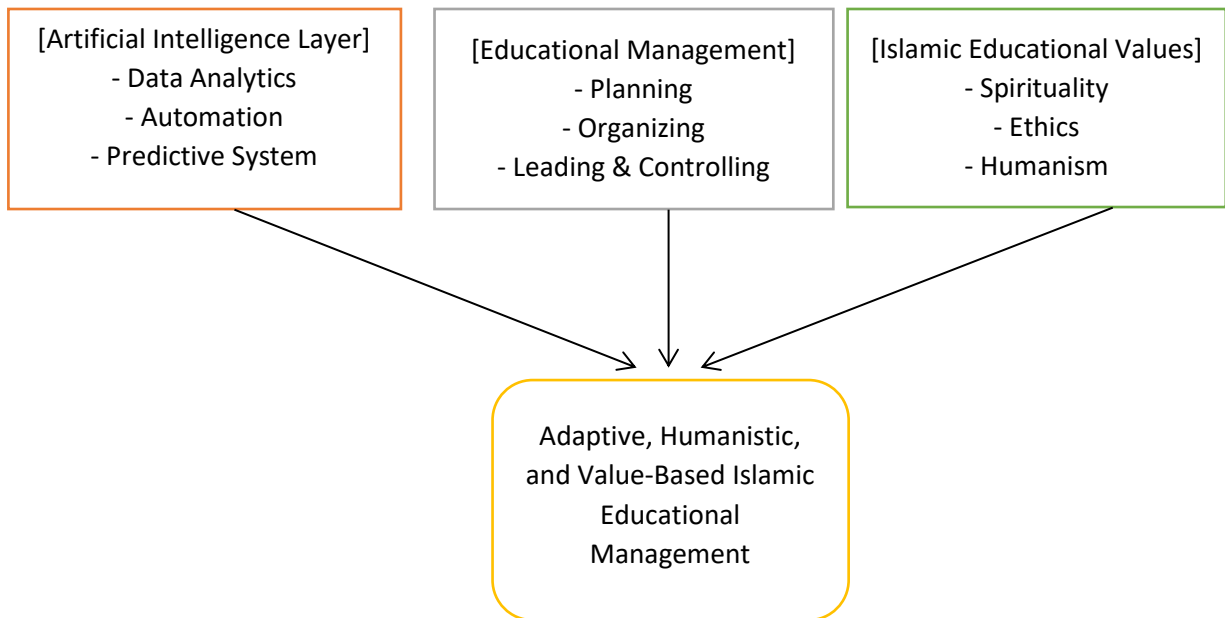 [Artificial Intelligence Layer]
- Data Analytics
- Automation
- Predictive System
[Educational Management]
- Planning
- Organizing
- Leading & Controlling
[Islamic Educational Values]
- Spirituality
- Ethics
- Humanism
Adaptive, Humanistic,
and Value-Based Islamic
Educational
Management